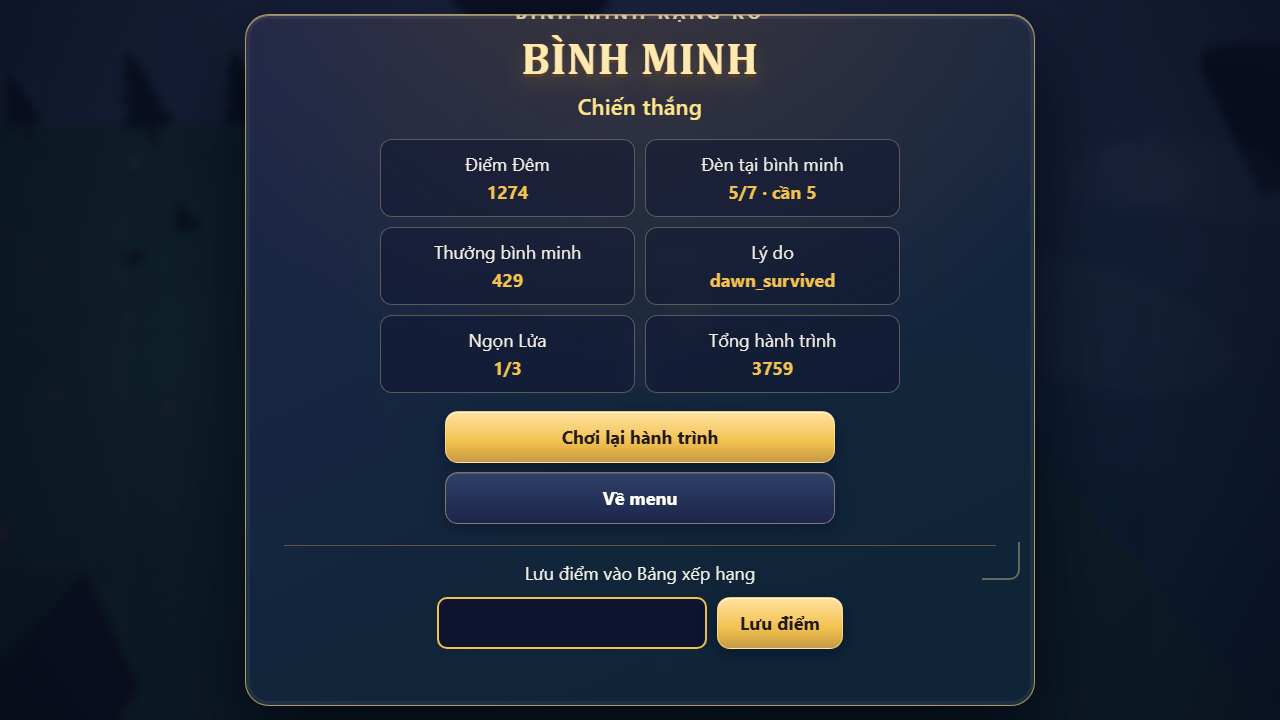 BÌNH MINH
Chiến thắng
Điểm Đêm
1274
Đèn tại bình minh
5/7 · cần 5
Thưởng bình minh
429
Lý do
dawn_survived
Ngọn Lửa
1/3
Tổng hành trình
3759
Chơi lại hành trình
Về menu
Lưu điểm vào Bảng xếp hạng
Lưu điểm